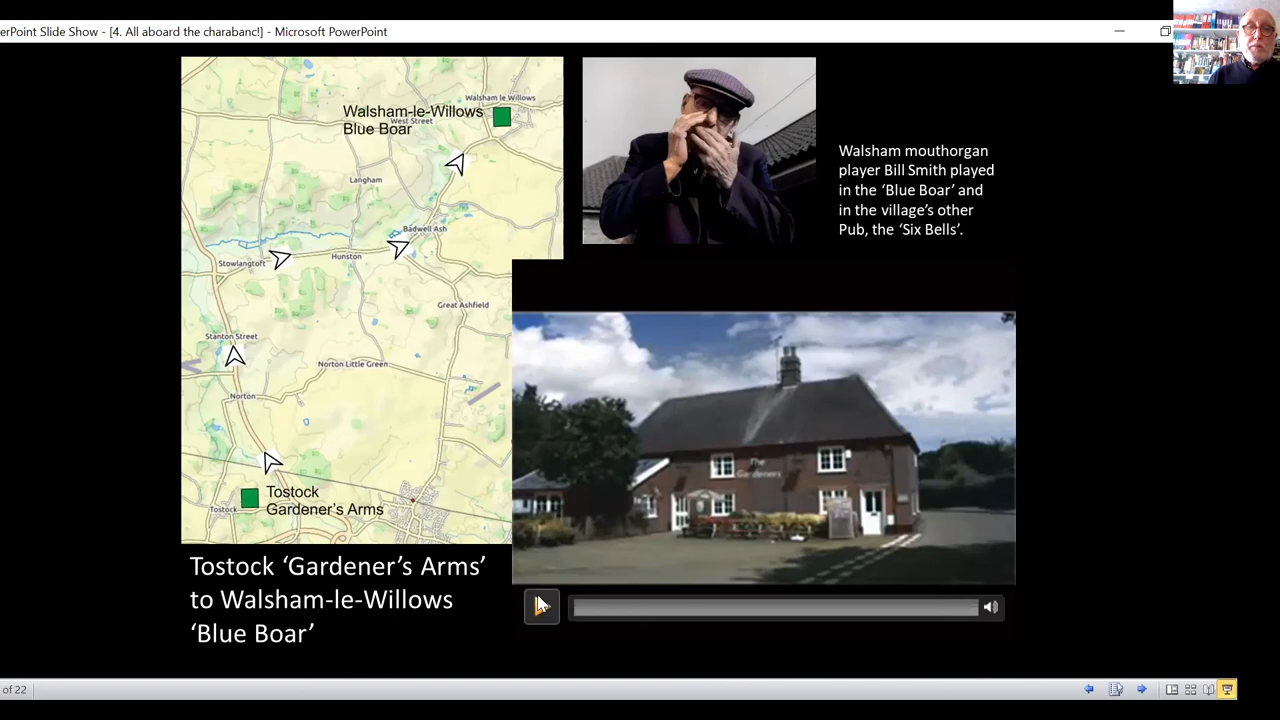 erPoint Slide Show - [4. All aboard the charabanc!] - Microsoft PowerPoint
Walsham le Willows
Walsham-le-Willows
Blue Boar
West Street
Langham
Badwell Ash
Hunston
Stowlangtoft
Great Ashfield
Stanton Street
Norton Little Green
Norton
Tostock
Gardener's Arms
Tostock
Walsham mouthorgan
player Bill Smith played
in the ‘Blue Boar’ and
in the village’s other
Pub, the ‘Six Bells’.
The
Gardeners
Tostock ‘Gardener’s Arms’
to Walsham-le-Willows
‘Blue Boar’
of 22